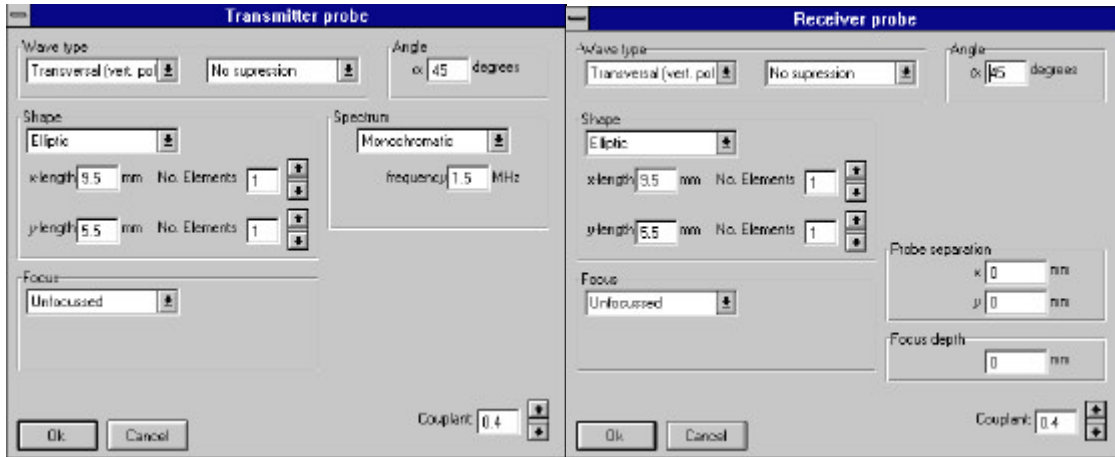 Transmitter probe
Wave type
Transversal (vert. pol
No supression
Angle
α 45 degrees
Shape
Elliptic
x-length 9.5 mm No. Elements 1
y-length 5.5 mm No. Elements 1
Spectrum
Monochromatic
frequency 1.5 MHz
Focus
Unfocussed
Couplant: 0.4
Ok
Cancel
Receiver probe
Wave type
Transversal (vert. pol
No supression
Angle
α 45 degrees
Shape
Elliptic
x-length 9.5 mm No. Elements 1
y-length 5.5 mm No. Elements 1
Focus
Unfocussed
Probe separation
x 0 mm
y 0 mm
Focus depth
0 mm
Couplant: 0.4
Ok
Cancel